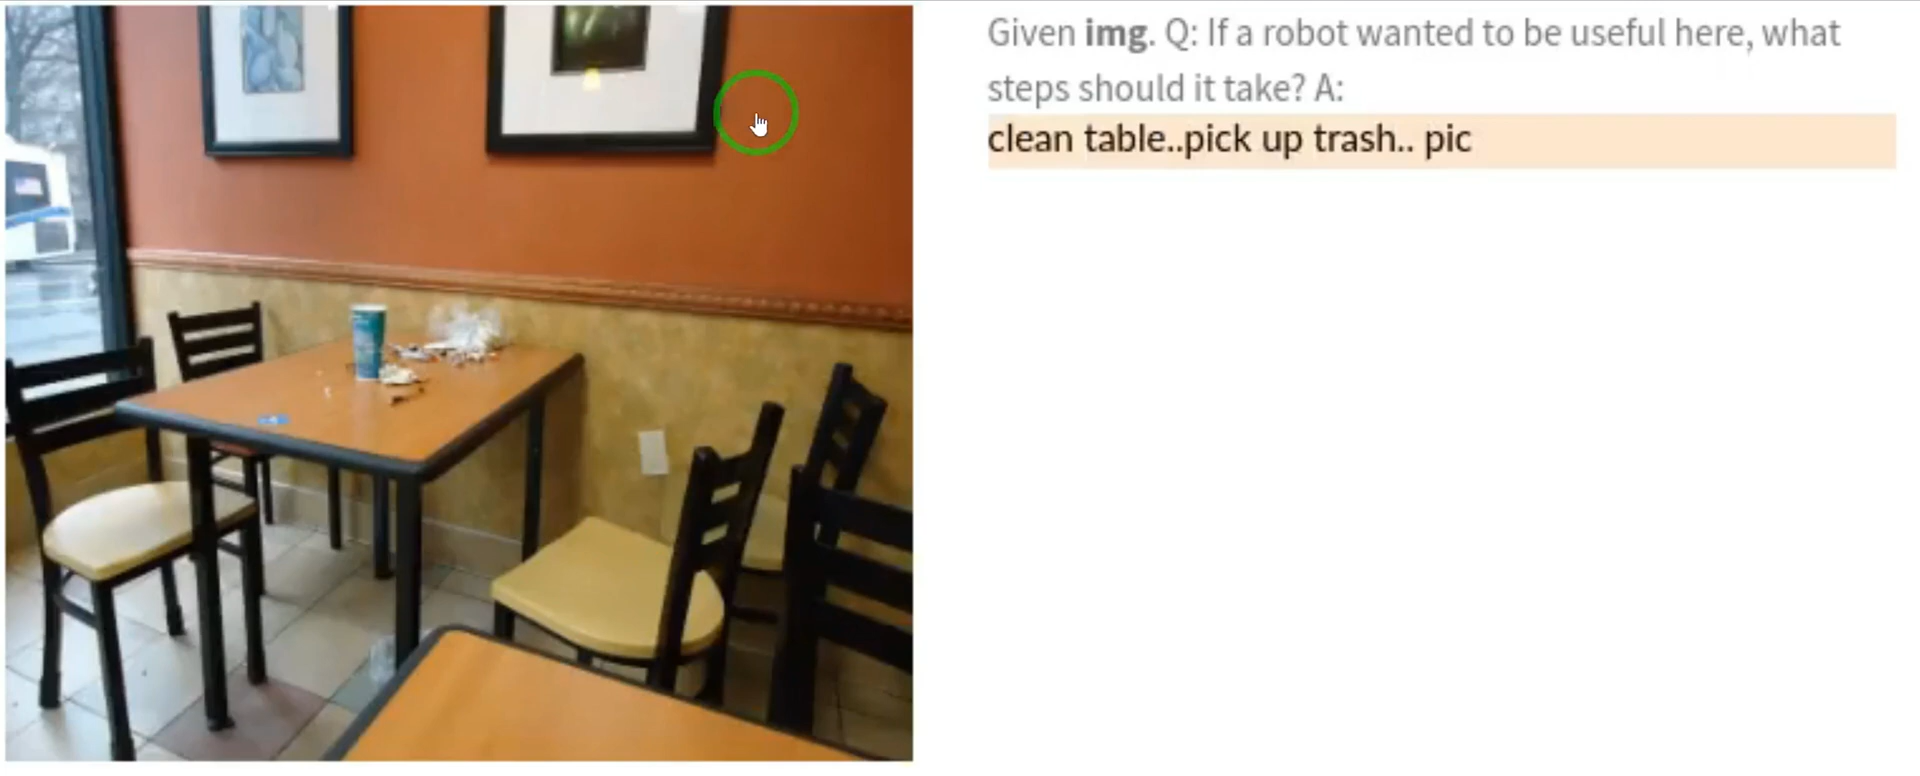 Given img. Q: If a robot wanted to be useful here, what
steps should it take? A:
clean table..pick up trash.. pic